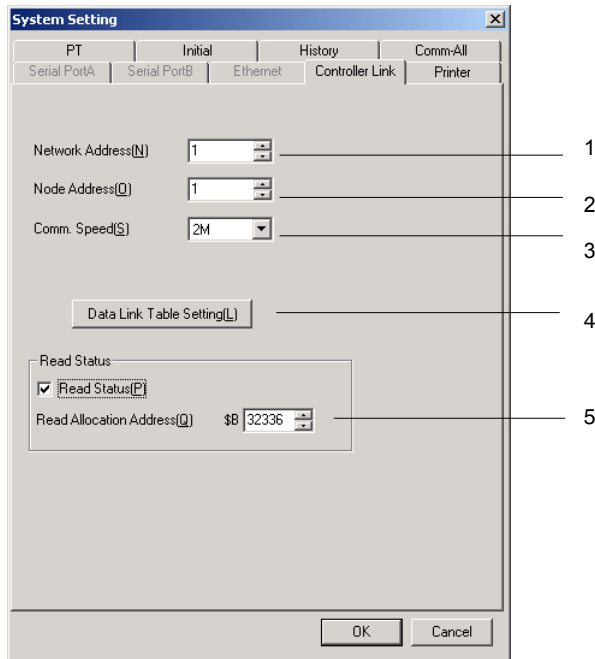 System Setting
PT Initial History Comm-All
Serial PortA Serial PortB Ethernet Controller Link Printer
Network Address(N) 1 1
Node Address(O) 1 2
Comm. Speed(S) 2M 3
Data Link Table Setting(L) 4
Read Status
Read Status(P)
Read Allocation Address(Q) $B 32336 5
OK Cancel